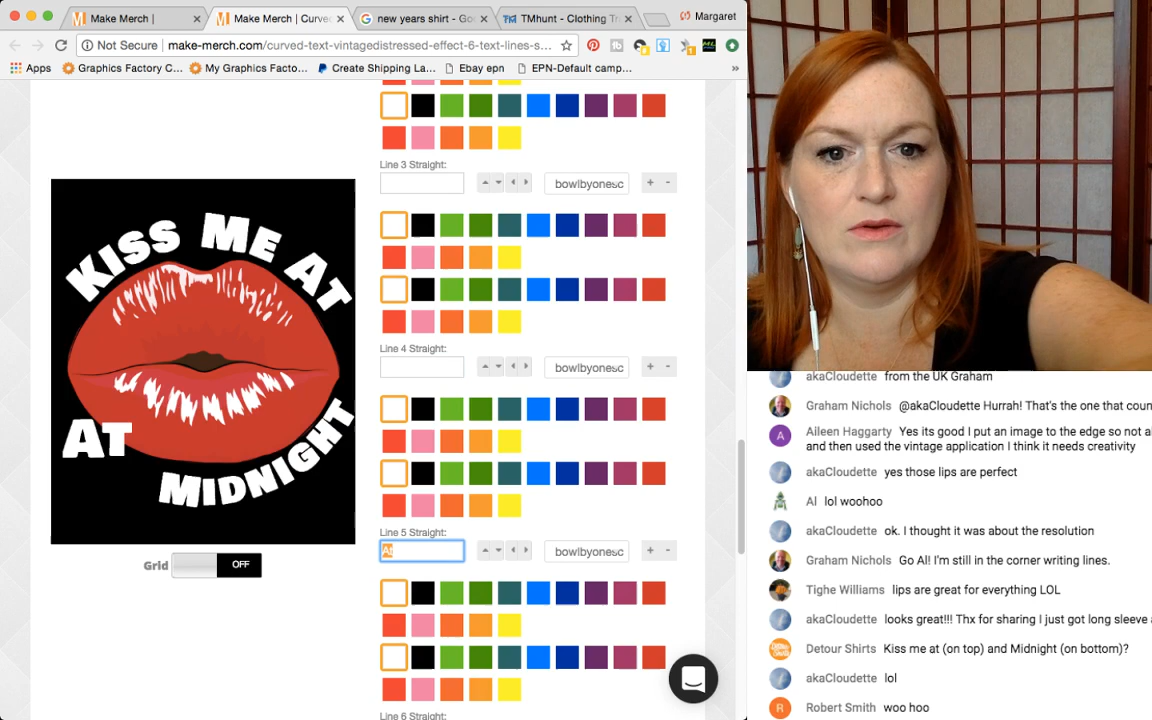 Make Merch |
Make Merch | Curve
new years shirt - Go
TMhunt - Clothing Tr
Margaret
Not Secure
make-merch.com/curved-text-vintagedistressed-effect-6-text-lines-s...
Apps
Graphics Factory C...
My Graphics Facto...
Create Shipping La...
Ebay epn
EPN-Default camp...
»
Line 3 Straight:
bowlbyonesc
+ -
Line 4 Straight:
bowlbyonesc
+ -
Line 5 Straight:
At
bowlbyonesc
+ -
Line 6 Straight:
KISS ME AT
AT
MIDNIGHT
Grid
OFF
akaCloudette from the UK Graham
Graham Nichols @akaCloudette Hurrah! That's the one that coun
Aileen Haggarty Yes its good I put an image to the edge so not al
and then used the vintage application I think it needs creativity
akaCloudette yes those lips are perfect
Al lol woohoo
akaCloudette ok. I thought it was about the resolution
Graham Nichols Go Al! I'm still in the corner writing lines.
Tighe Williams lips are great for everything LOL
akaCloudette looks great!!! Thx for sharing I just got long sleeve a
Detour Shirts Kiss me at (on top) and Midnight (on bottom)?
akaCloudette lol
Robert Smith woo hoo